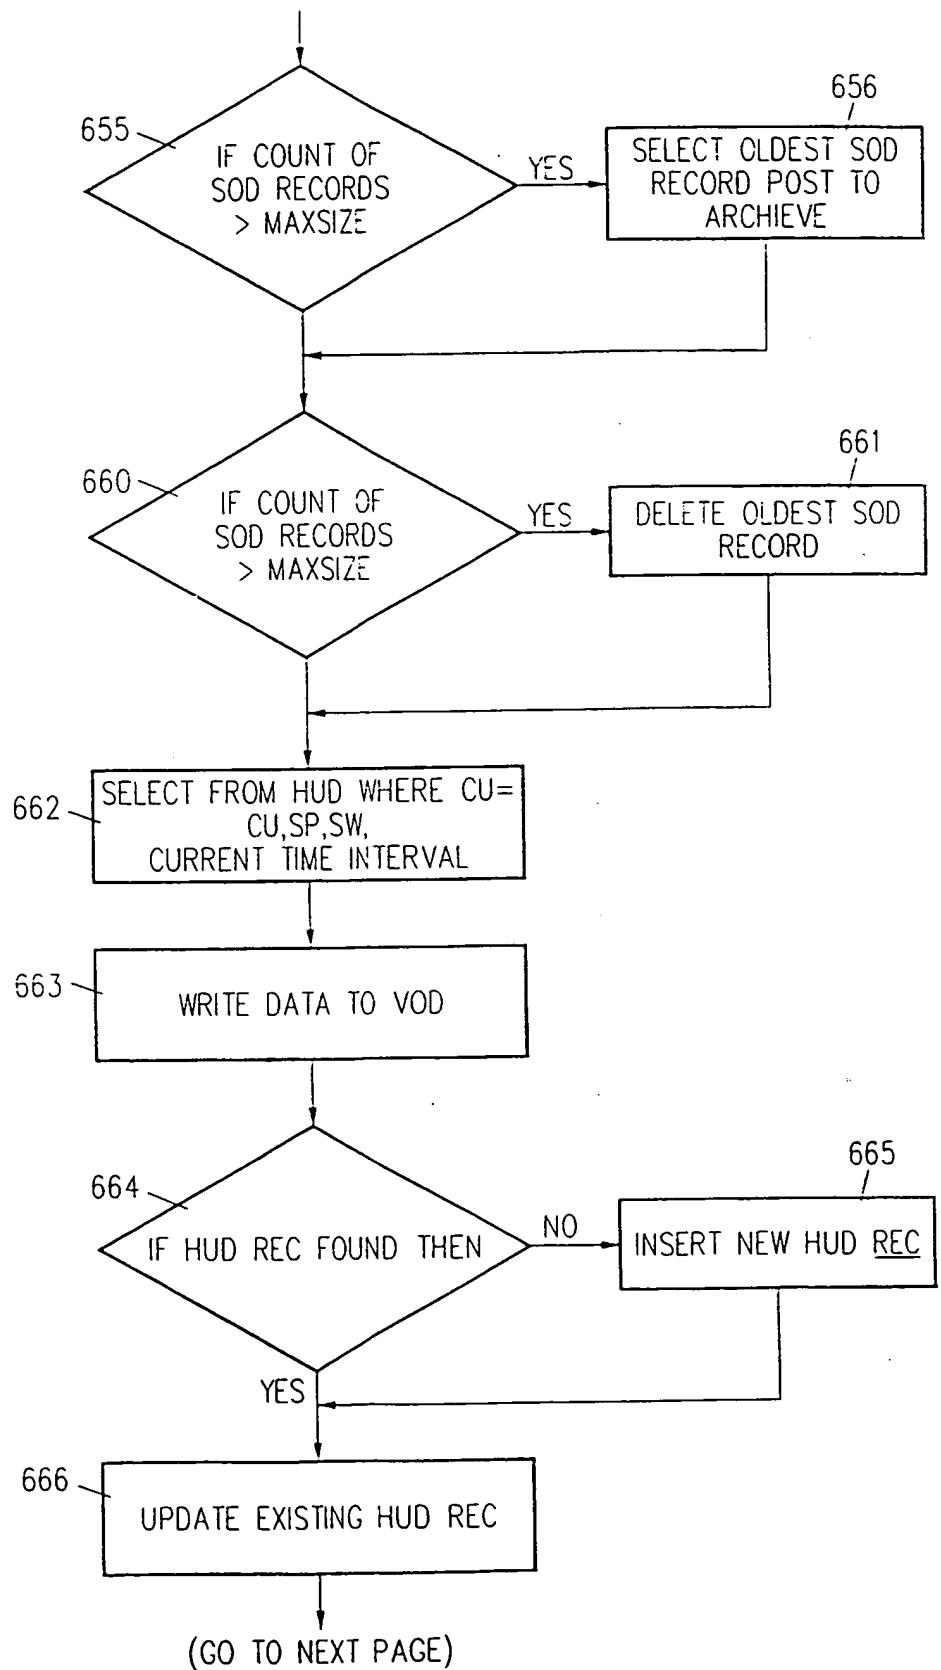 655
IF COUNT OF
SOD RECORDS
> MAXSIZE
YES
656
SELECT OLDEST SOD
RECORD POST TO
ARCHIEVE
660
IF COUNT OF
SOD RECORDS
> MAXSIZE
YES
661
DELETE OLDEST SOD
RECORD
662
SELECT FROM HUD WHERE CU=
CU,SP,SW,
CURRENT TIME INTERVAL
663
WRITE DATA TO VOD
664
IF HUD REC FOUND THEN
NO
665
INSERT NEW HUD REC
YES
666
UPDATE EXISTING HUD REC
(GO TO NEXT PAGE)